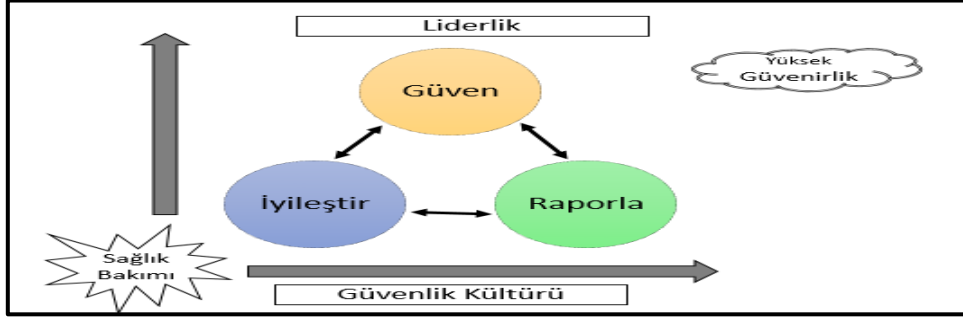 Liderlik
Güven
Yüksek
Güvenirlik
İyileştir
Raporla
Sağlık
Bakımı
Güvenlik Kültürü